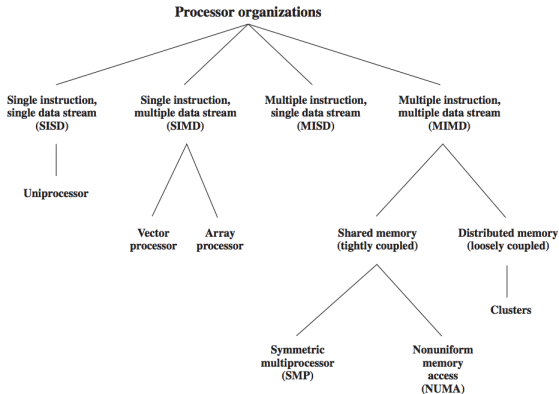 Processor organizations
Single instruction,
single data stream
(SISD)
Single instruction,
multiple data stream
(SIMD)
Multiple instruction,
single data stream
(MISD)
Multiple instruction,
multiple data stream
(MIMD)
Uniprocessor
Vector
processor
Array
processor
Shared memory
(tightly coupled)
Distributed memory
(loosely coupled)
Clusters
Symmetric
multiprocessor
(SMP)
Nonuniform
memory
access
(NUMA)